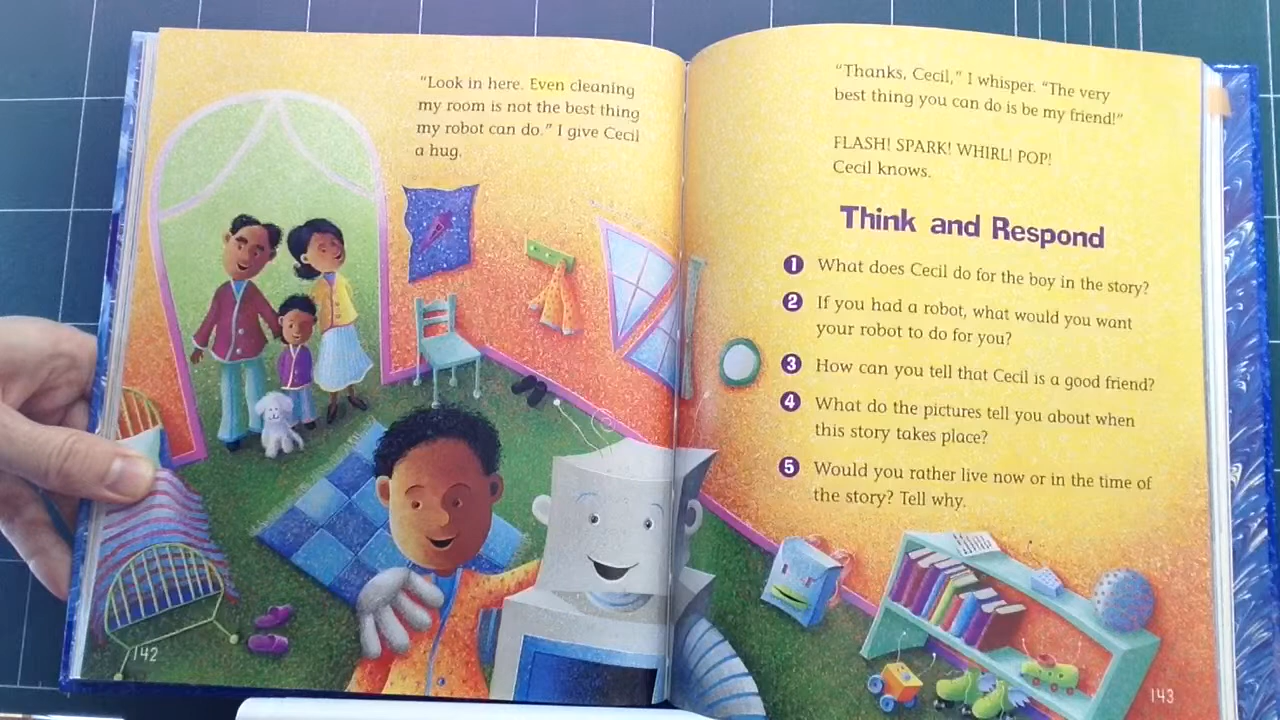 “Look in here. Even cleaning
my room is not the best thing
my robot can do.” I give Cecil
a hug.
142
“Thanks, Cecil,” I whisper. “The very
best thing you can do is be my friend!”
FLASH! SPARK! WHIRL! POP!
Cecil knows.
Think and Respond
1 What does Cecil do for the boy in the story?
2 If you had a robot, what would you want
your robot to do for you?
3 How can you tell that Cecil is a good friend?
4 What do the pictures tell you about when
this story takes place?
5 Would you rather live now or in the time of
the story? Tell why.
143